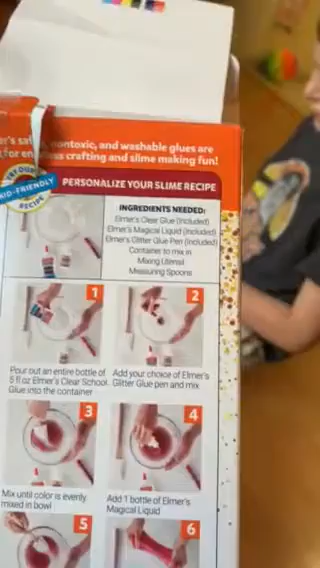 nontoxic, and washable glues are
crafting and slime making fun!
KID-FRIENDLY
RECIPE
PERSONALIZE YOUR SLIME RECIPE
INGREDIENTS NEEDED:
Elmer's Clear Glue (Included)
Elmer's Magical Liquid (Included)
Elmer's Glitter Glue Pen (Included)
Container to mix in
Mixing Utensil
Measuring Spoons
1
2
Pour out an entire bottle of
5 fl oz Elmer's Clear School
Glue into the container
Add your choice of Elmer's
Glitter Glue pen and mix
3
4
Mix until color is evenly
mixed in bowl
Add 1 bottle of Elmer's
Magical Liquid
5
6